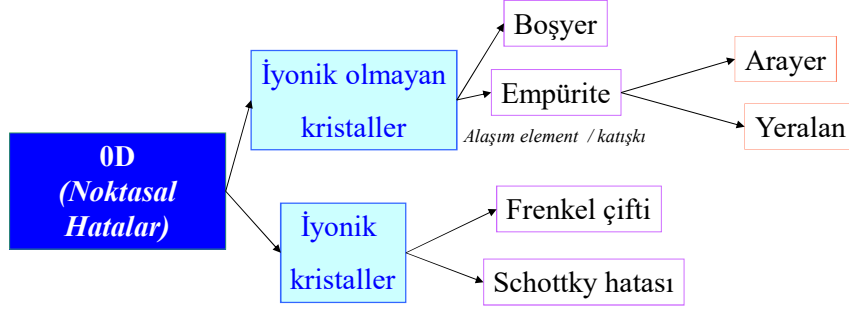 0D
(Noktasal
Hatalar)
İyonik olmayan
kristaller
Boşyer
Empürite
Alaşım element / katışkı
Arayer
Yeralan
İyonik
kristaller
Frenkel çifti
Schottky hatası